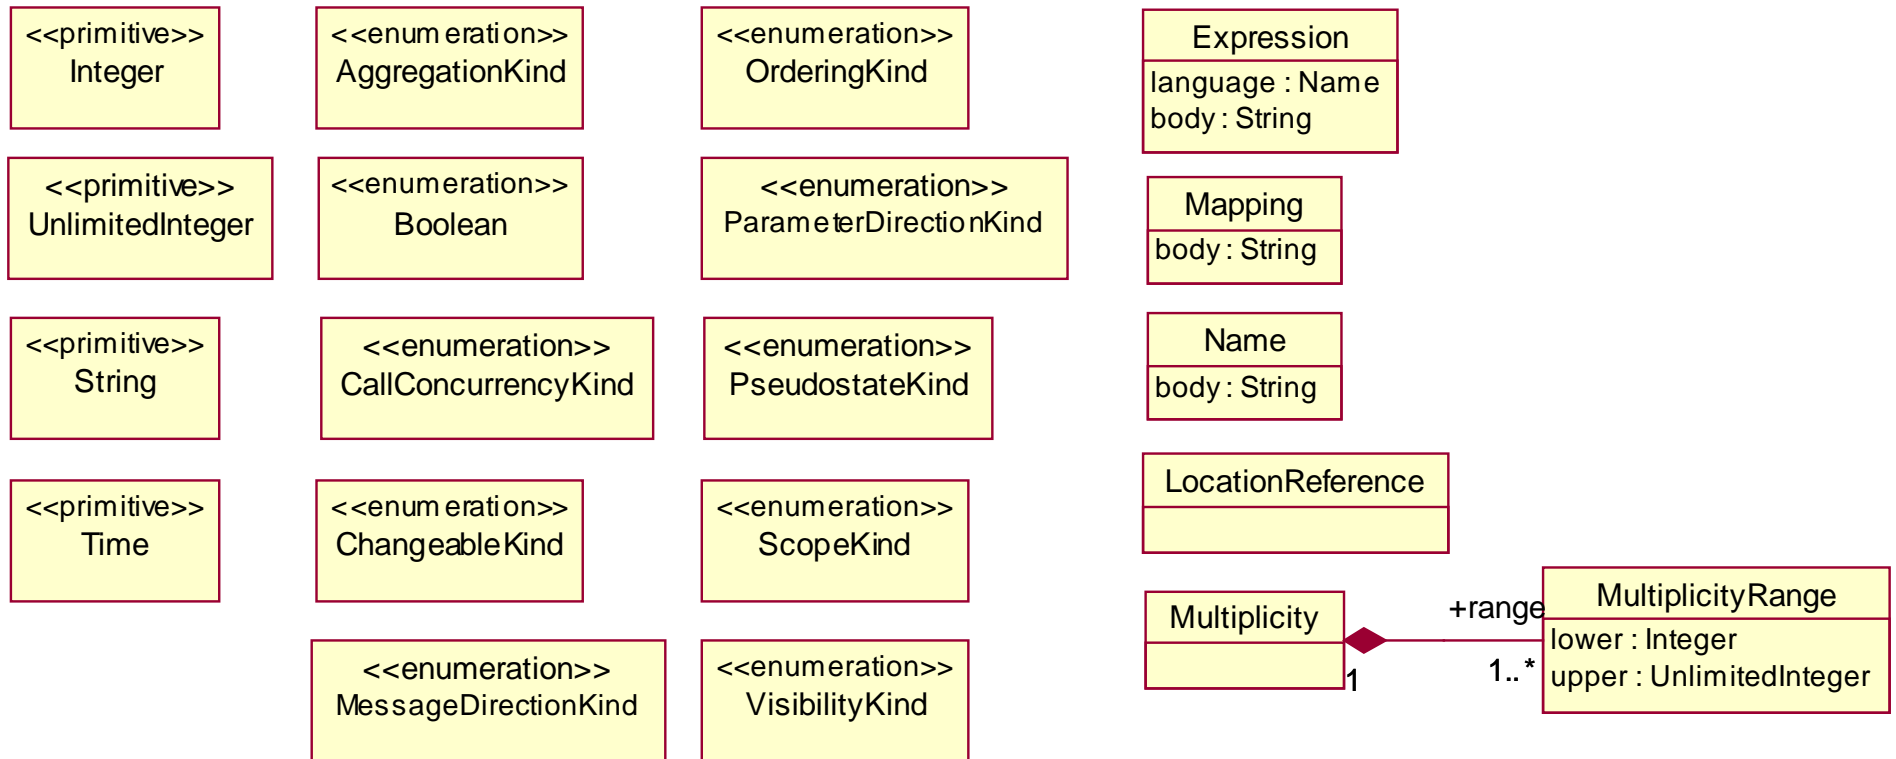 <<primitive>>
Integer
<<enumeration>>
AggregationKind
<<enumeration>>
OrderingKind
Expression
language : Name
body : String
<<primitive>>
UnlimitedInteger
<<enumeration>>
Boolean
<<enumeration>>
ParameterDirectionKind
Mapping
body : String
<<primitive>>
String
<<enumeration>>
CallConcurrencyKind
<<enumeration>>
PseudostateKind
Name
body : String
<<primitive>>
Time
<<enumeration>>
ChangeableKind
<<enumeration>>
ScopeKind
LocationReference
<<enumeration>>
MessageDirectionKind
<<enumeration>>
VisibilityKind
Multiplicity
1
+range
1..*
MultiplicityRange
lower : Integer
upper : UnlimitedInteger